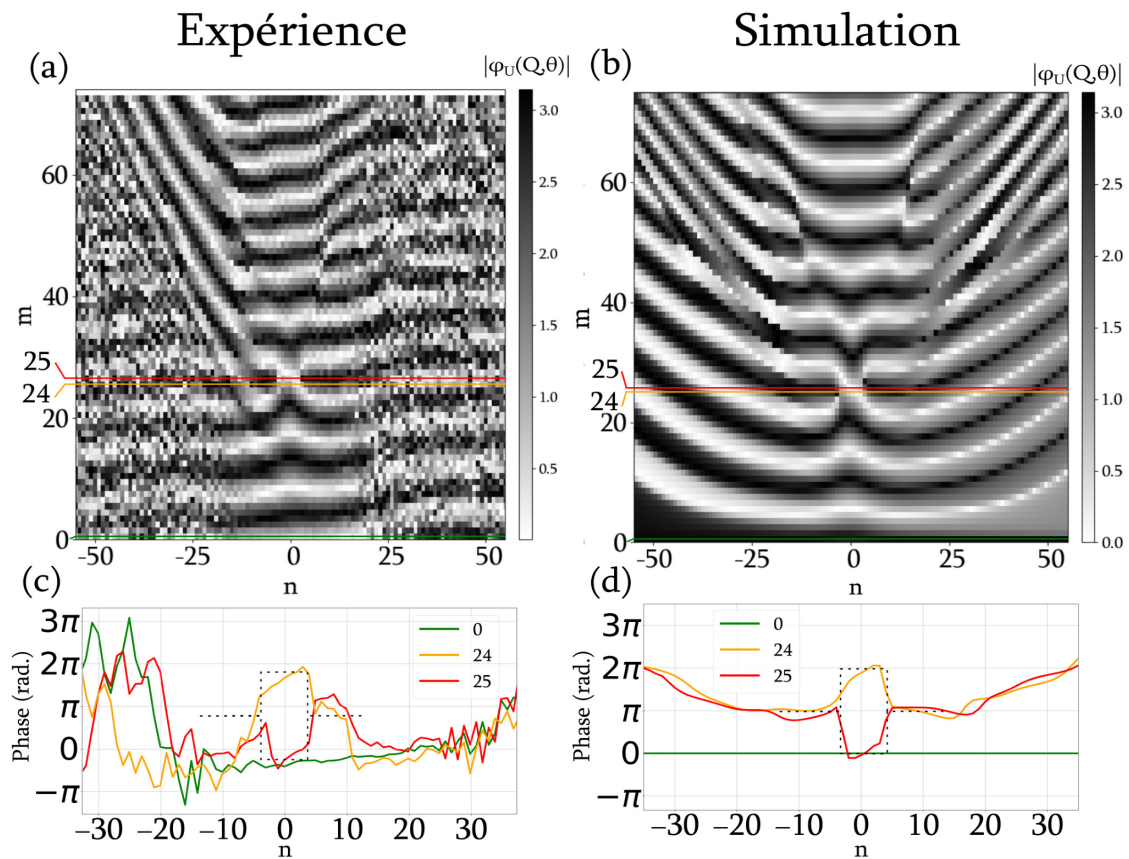 Expérience
Simulation
(a)
|φ_U(Q,θ)|
(b)
|φ_U(Q,θ)|
60
40
20
0
m
25
24
-50
-25
0
25
50
n
3.0
2.5
2.0
1.5
1.0
0.5
60
40
20
0
m
25
24
-50
-25
0
25
50
n
3.0
2.5
2.0
1.5
1.0
0.5
0.0
(c)
(d)
3π
2π
π
0
−π
Phase (rad.)
0
24
25
−30
−20
−10
0
10
20
30
n
3π
2π
π
0
−π
Phase (rad.)
0
24
25
−30
−20
−10
0
10
20
30
n